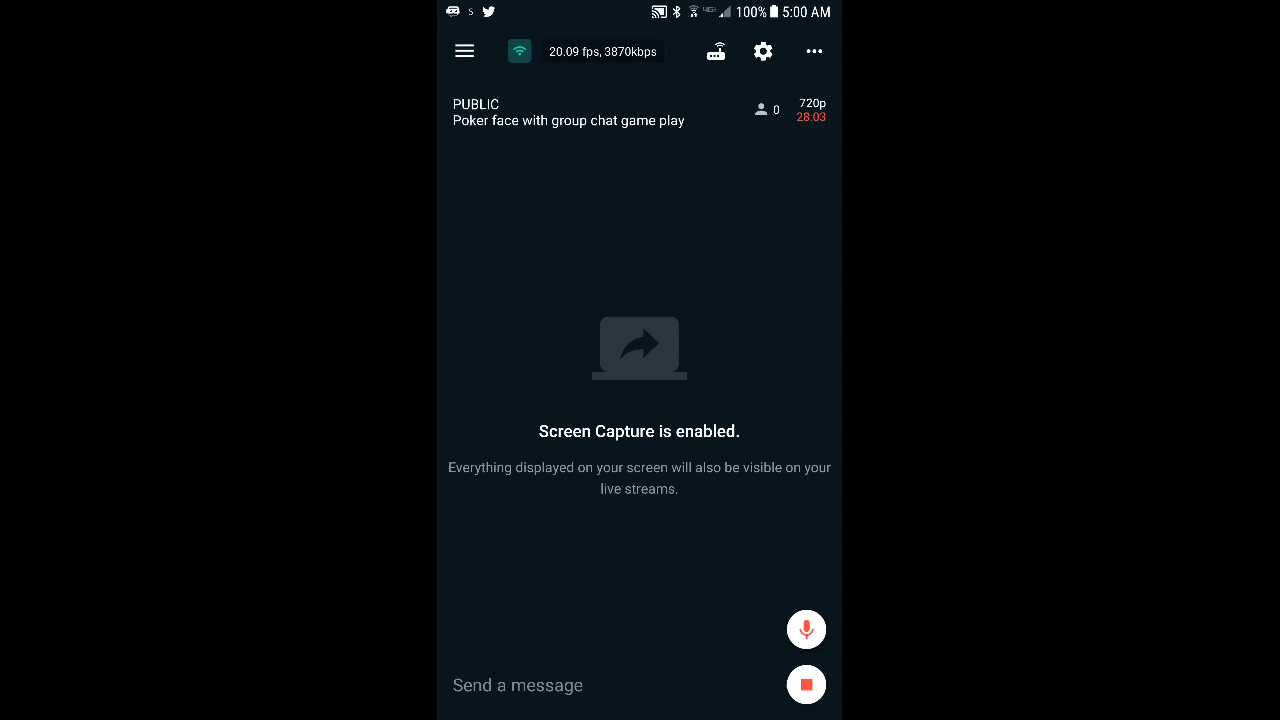 S 4G 100% 5:00 AM
20.09 fps, 3870kbps
PUBLIC
Poker face with group chat game play
0
720p
28:03
Screen Capture is enabled.
Everything displayed on your screen will also be visible on your
live streams.
Send a message